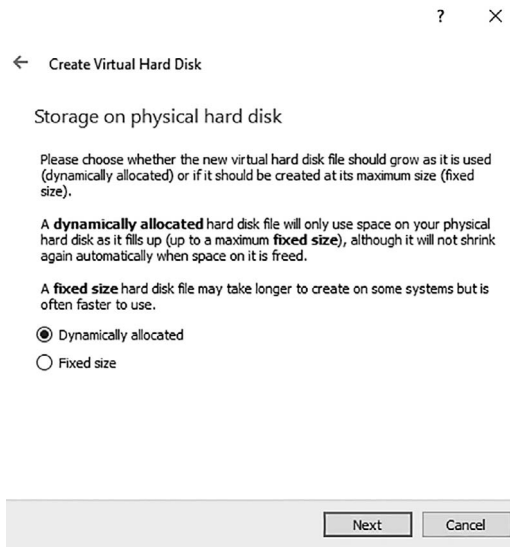 ?
Create Virtual Hard Disk
Storage on physical hard disk
Please choose whether the new virtual hard disk file should grow as it is used
(dynamically allocated) or if it should be created at its maximum size (fixed
size).
A dynamically allocated hard disk file will only use space on your physical
hard disk as it fills up (up to a maximum fixed size), although it will not shrink
again automatically when space on it is freed.
A fixed size hard disk file may take longer to create on some systems but is
often faster to use.
Dynamically allocated
Fixed size
Next Cancel